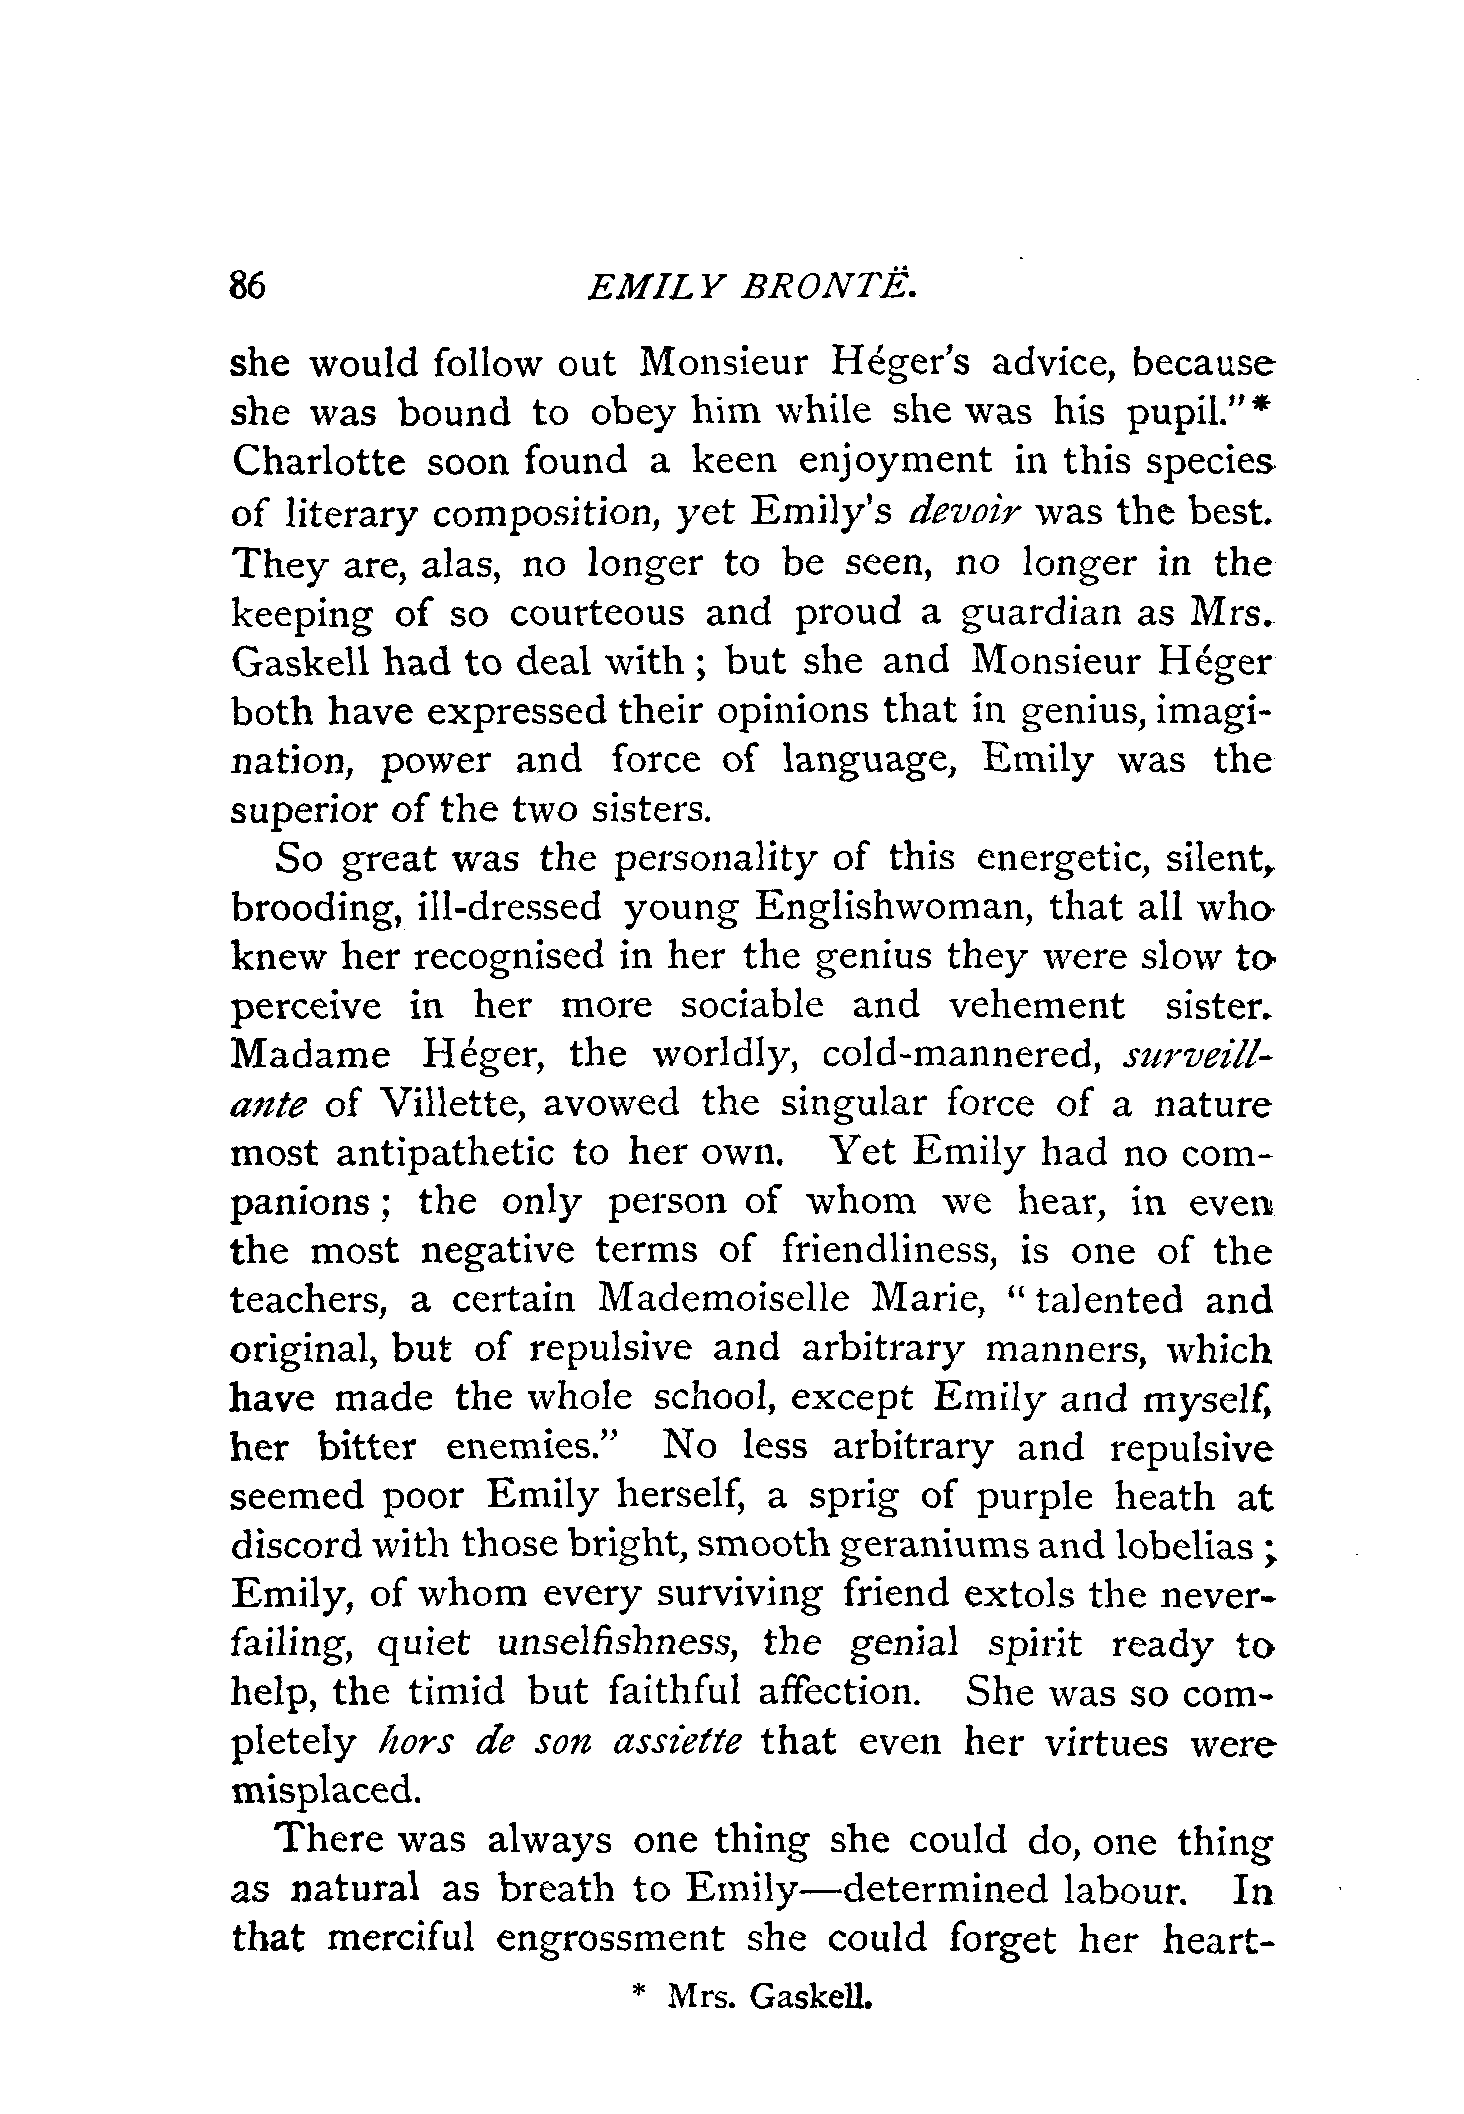 86 EMILY BRONTË.
she would follow out Monsieur Héger's advice, because
she was bound to obey him while she was his pupil."*
Charlotte soon found a keen enjoyment in this species
of literary composition, yet Emily's devoir was the best.
They are, alas, no longer to be seen, no longer in the
keeping of so courteous and proud a guardian as Mrs.
Gaskell had to deal with ; but she and Monsieur Héger
both have expressed their opinions that in genius, imagi-
nation, power and force of language, Emily was the
superior of the two sisters.
So great was the personality of this energetic, silent,
brooding, ill-dressed young Englishwoman, that all who
knew her recognised in her the genius they were slow to
perceive in her more sociable and vehement sister.
Madame Héger, the worldly, cold-mannered, surveill-
ante of Villette, avowed the singular force of a nature
most antipathetic to her own. Yet Emily had no com-
panions ; the only person of whom we hear, in even
the most negative terms of friendliness, is one of the
teachers, a certain Mademoiselle Marie, " talented and
original, but of repulsive and arbitrary manners, which
have made the whole school, except Emily and myself,
her bitter enemies." No less arbitrary and repulsive
seemed poor Emily herself, a sprig of purple heath at
discord with those bright, smooth geraniums and lobelias ;
Emily, of whom every surviving friend extols the never-
failing, quiet unselfishness, the genial spirit ready to
help, the timid but faithful affection. She was so com-
pletely hors de son assiette that even her virtues were
misplaced.
There was always one thing she could do, one thing
as natural as breath to Emily—determined labour. In
that merciful engrossment she could forget her heart-
* Mrs. Gaskell.